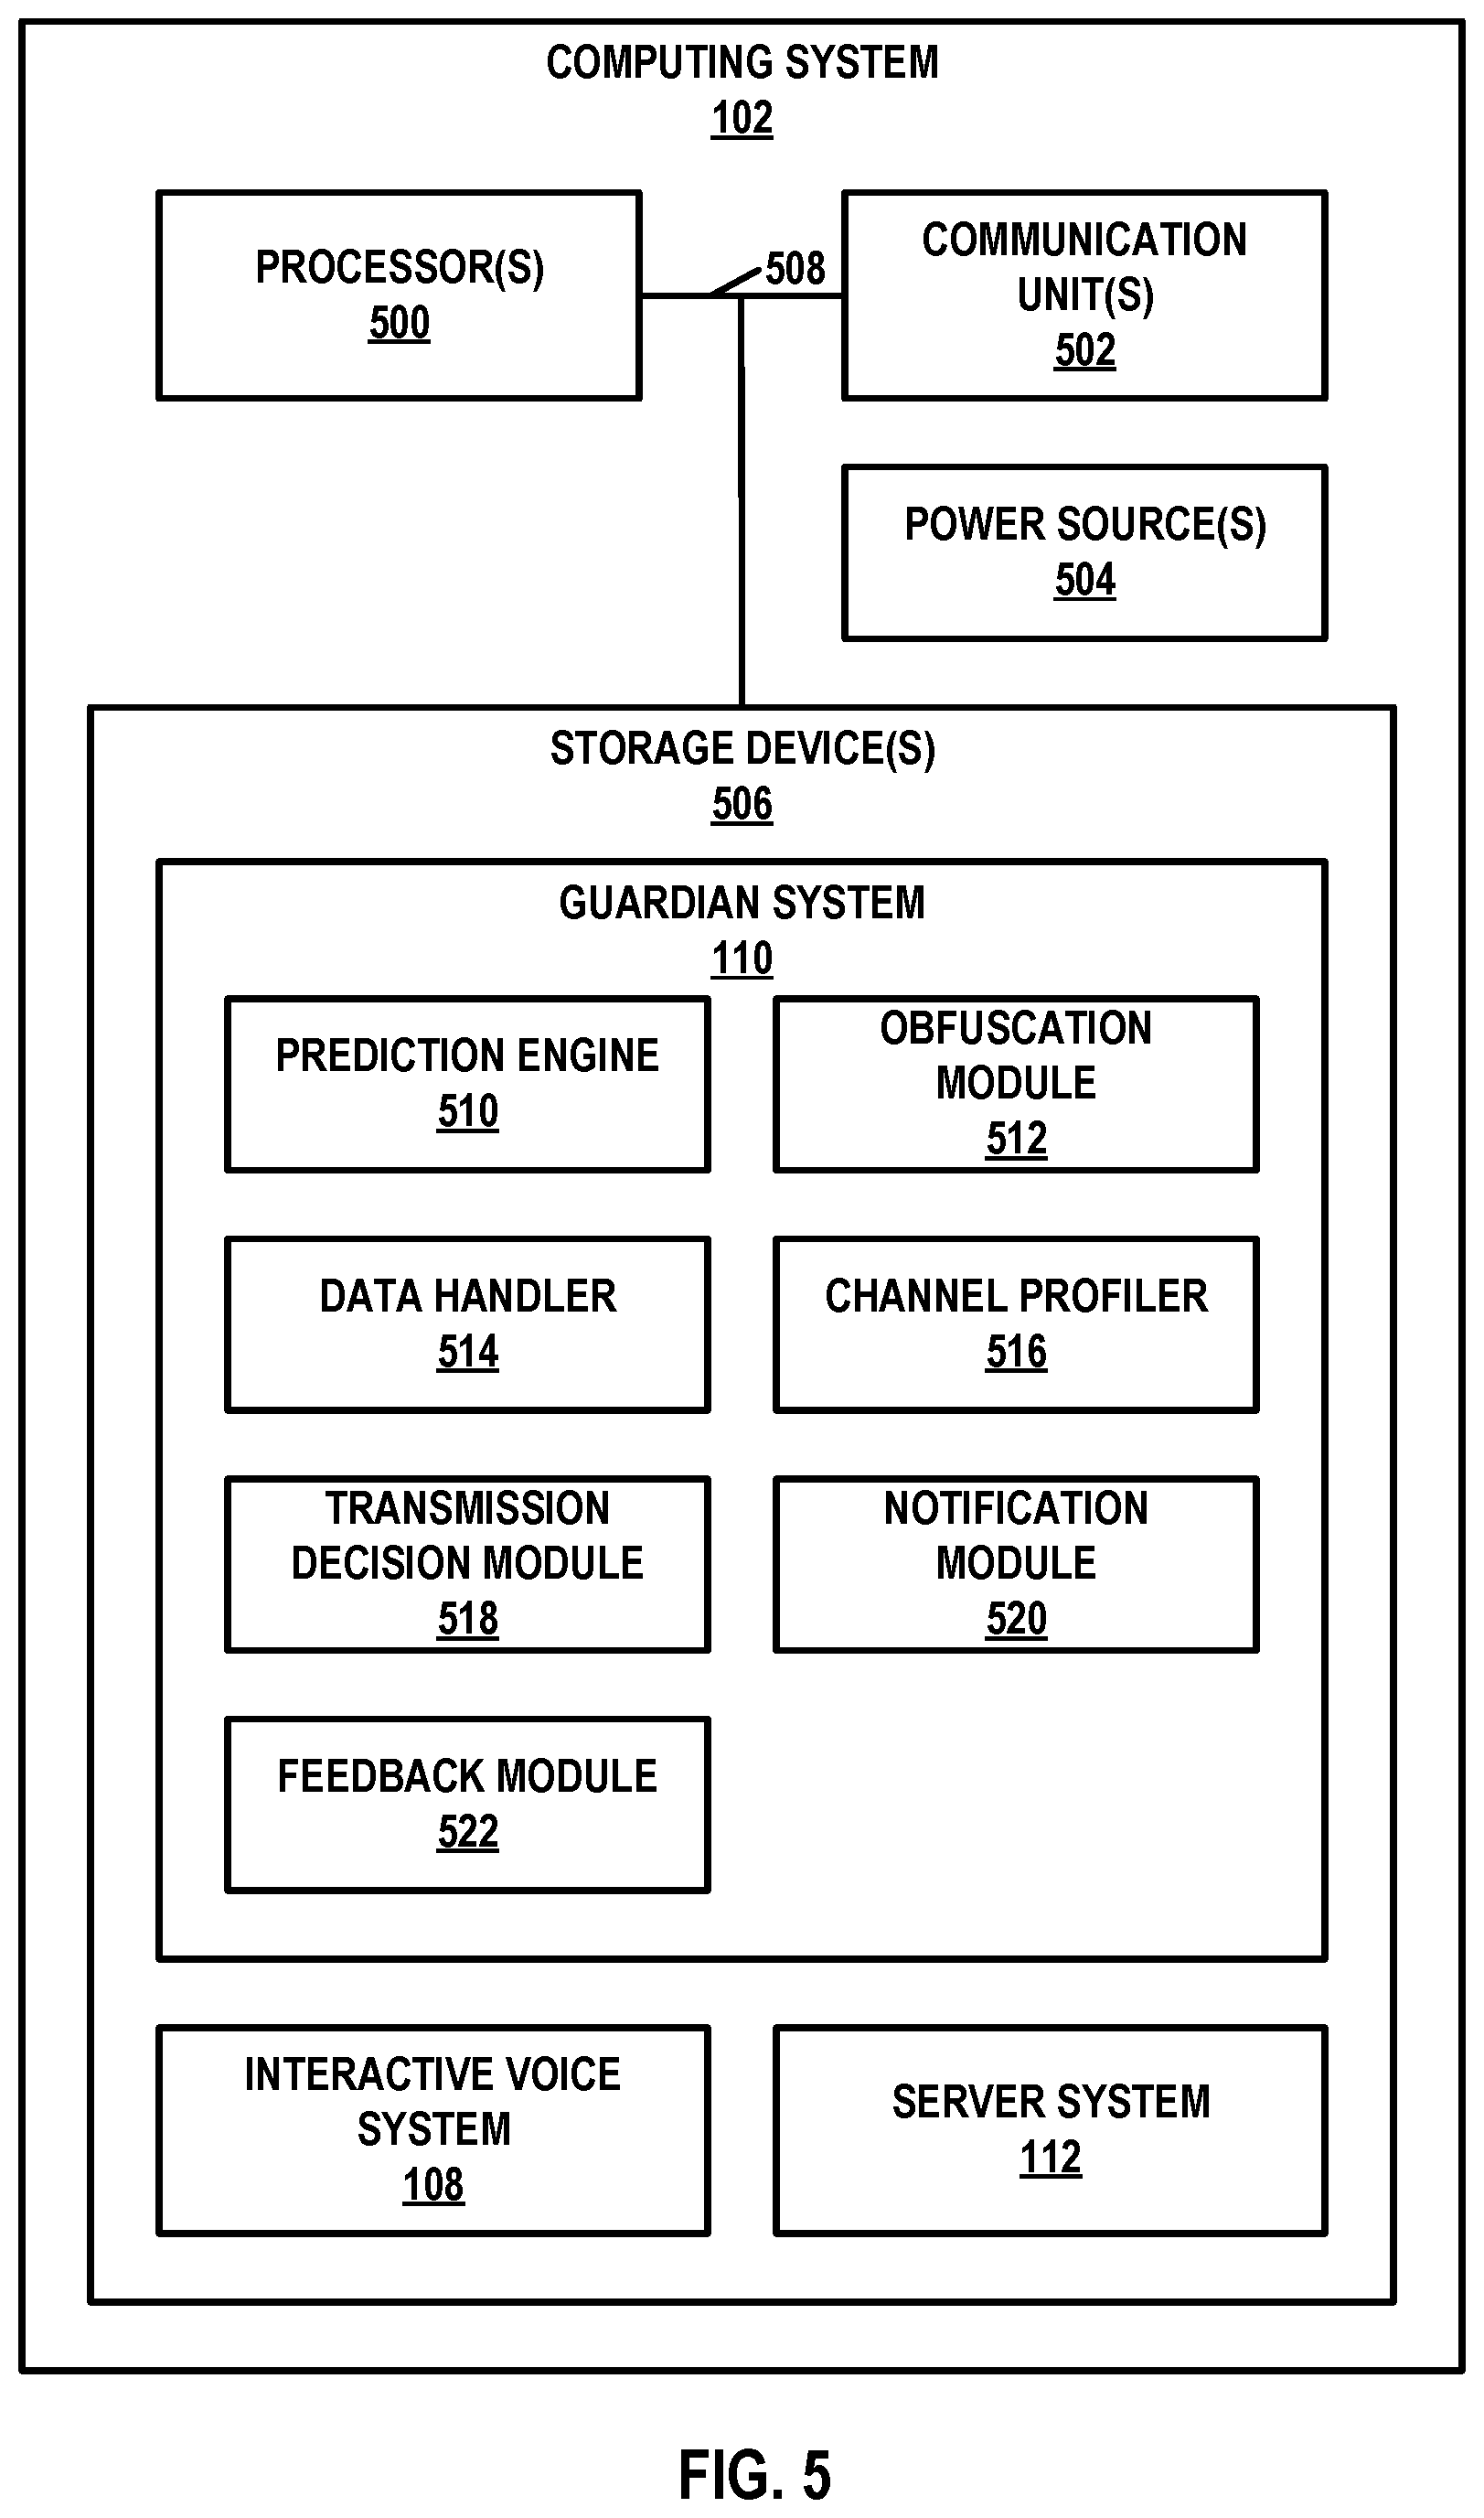 COMPUTING SYSTEM
102
PROCESSOR(S)
500
508
COMMUNICATION
UNIT(S)
502
POWER SOURCE(S)
504
STORAGE DEVICE(S)
506
GUARDIAN SYSTEM
110
PREDICTION ENGINE
510
OBFUSCATION
MODULE
512
DATA HANDLER
514
CHANNEL PROFILER
516
TRANSMISSION
DECISION MODULE
518
NOTIFICATION
MODULE
520
FEEDBACK MODULE
522
INTERACTIVE VOICE
SYSTEM
108
SERVER SYSTEM
112
FIG. 5